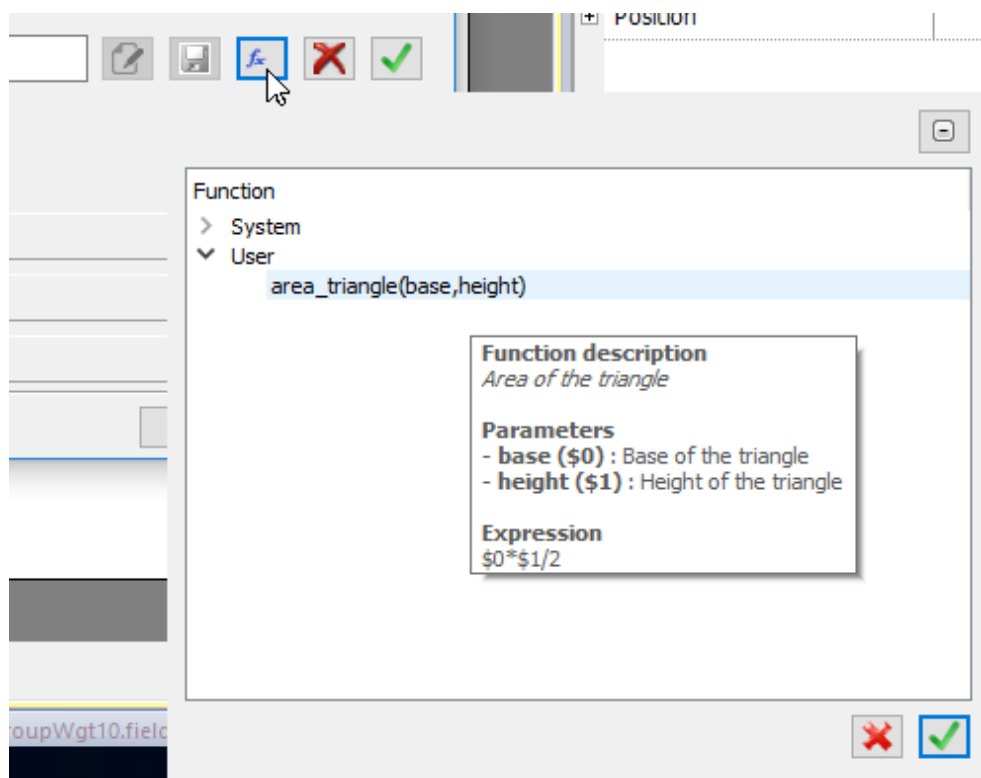 Position
fx
Function
System
User
area_triangle(base,height)
Function description
Area of the triangle
Parameters
- base ($0) : Base of the triangle
- height ($1) : Height of the triangle
Expression
$0*$1/2
oupWgt10.field